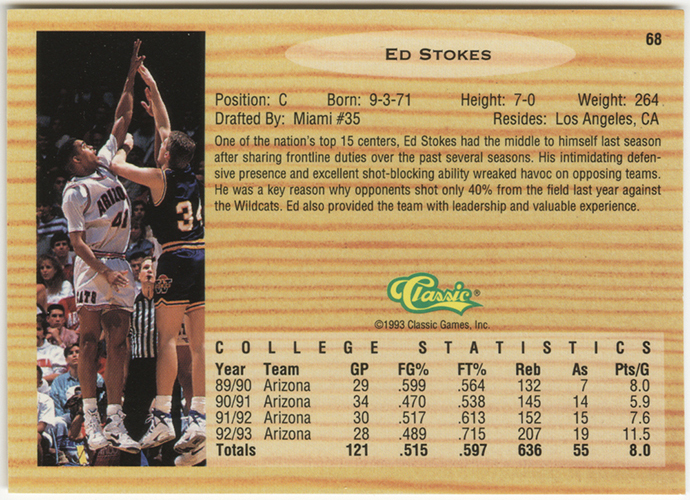 68
ED STOKES
Position: C Born: 9-3-71 Height: 7-0 Weight: 264
Drafted By: Miami #35 Resides: Los Angeles, CA
One of the nation's top 15 centers, Ed Stokes had the middle to himself last season
after sharing frontline duties over the past several seasons. His intimidating defen-
sive presence and excellent shot-blocking ability wreaked havoc on opposing teams.
He was a key reason why opponents shot only 40% from the field last year against
the Wildcats. Ed also provided the team with leadership and valuable experience.
ARIZONA
41
34
W
CATS
Classic®
©1993 Classic Games, Inc.
COLLEGE STATISTICS
Year Team GP FG% FT% Reb As Pts/G
89/90 Arizona 29 .599 .564 132 7 8.0
90/91 Arizona 34 .470 .538 145 14 5.9
91/92 Arizona 30 .517 .613 152 15 7.6
92/93 Arizona 28 .489 .715 207 19 11.5
Totals 121 .515 .597 636 55 8.0